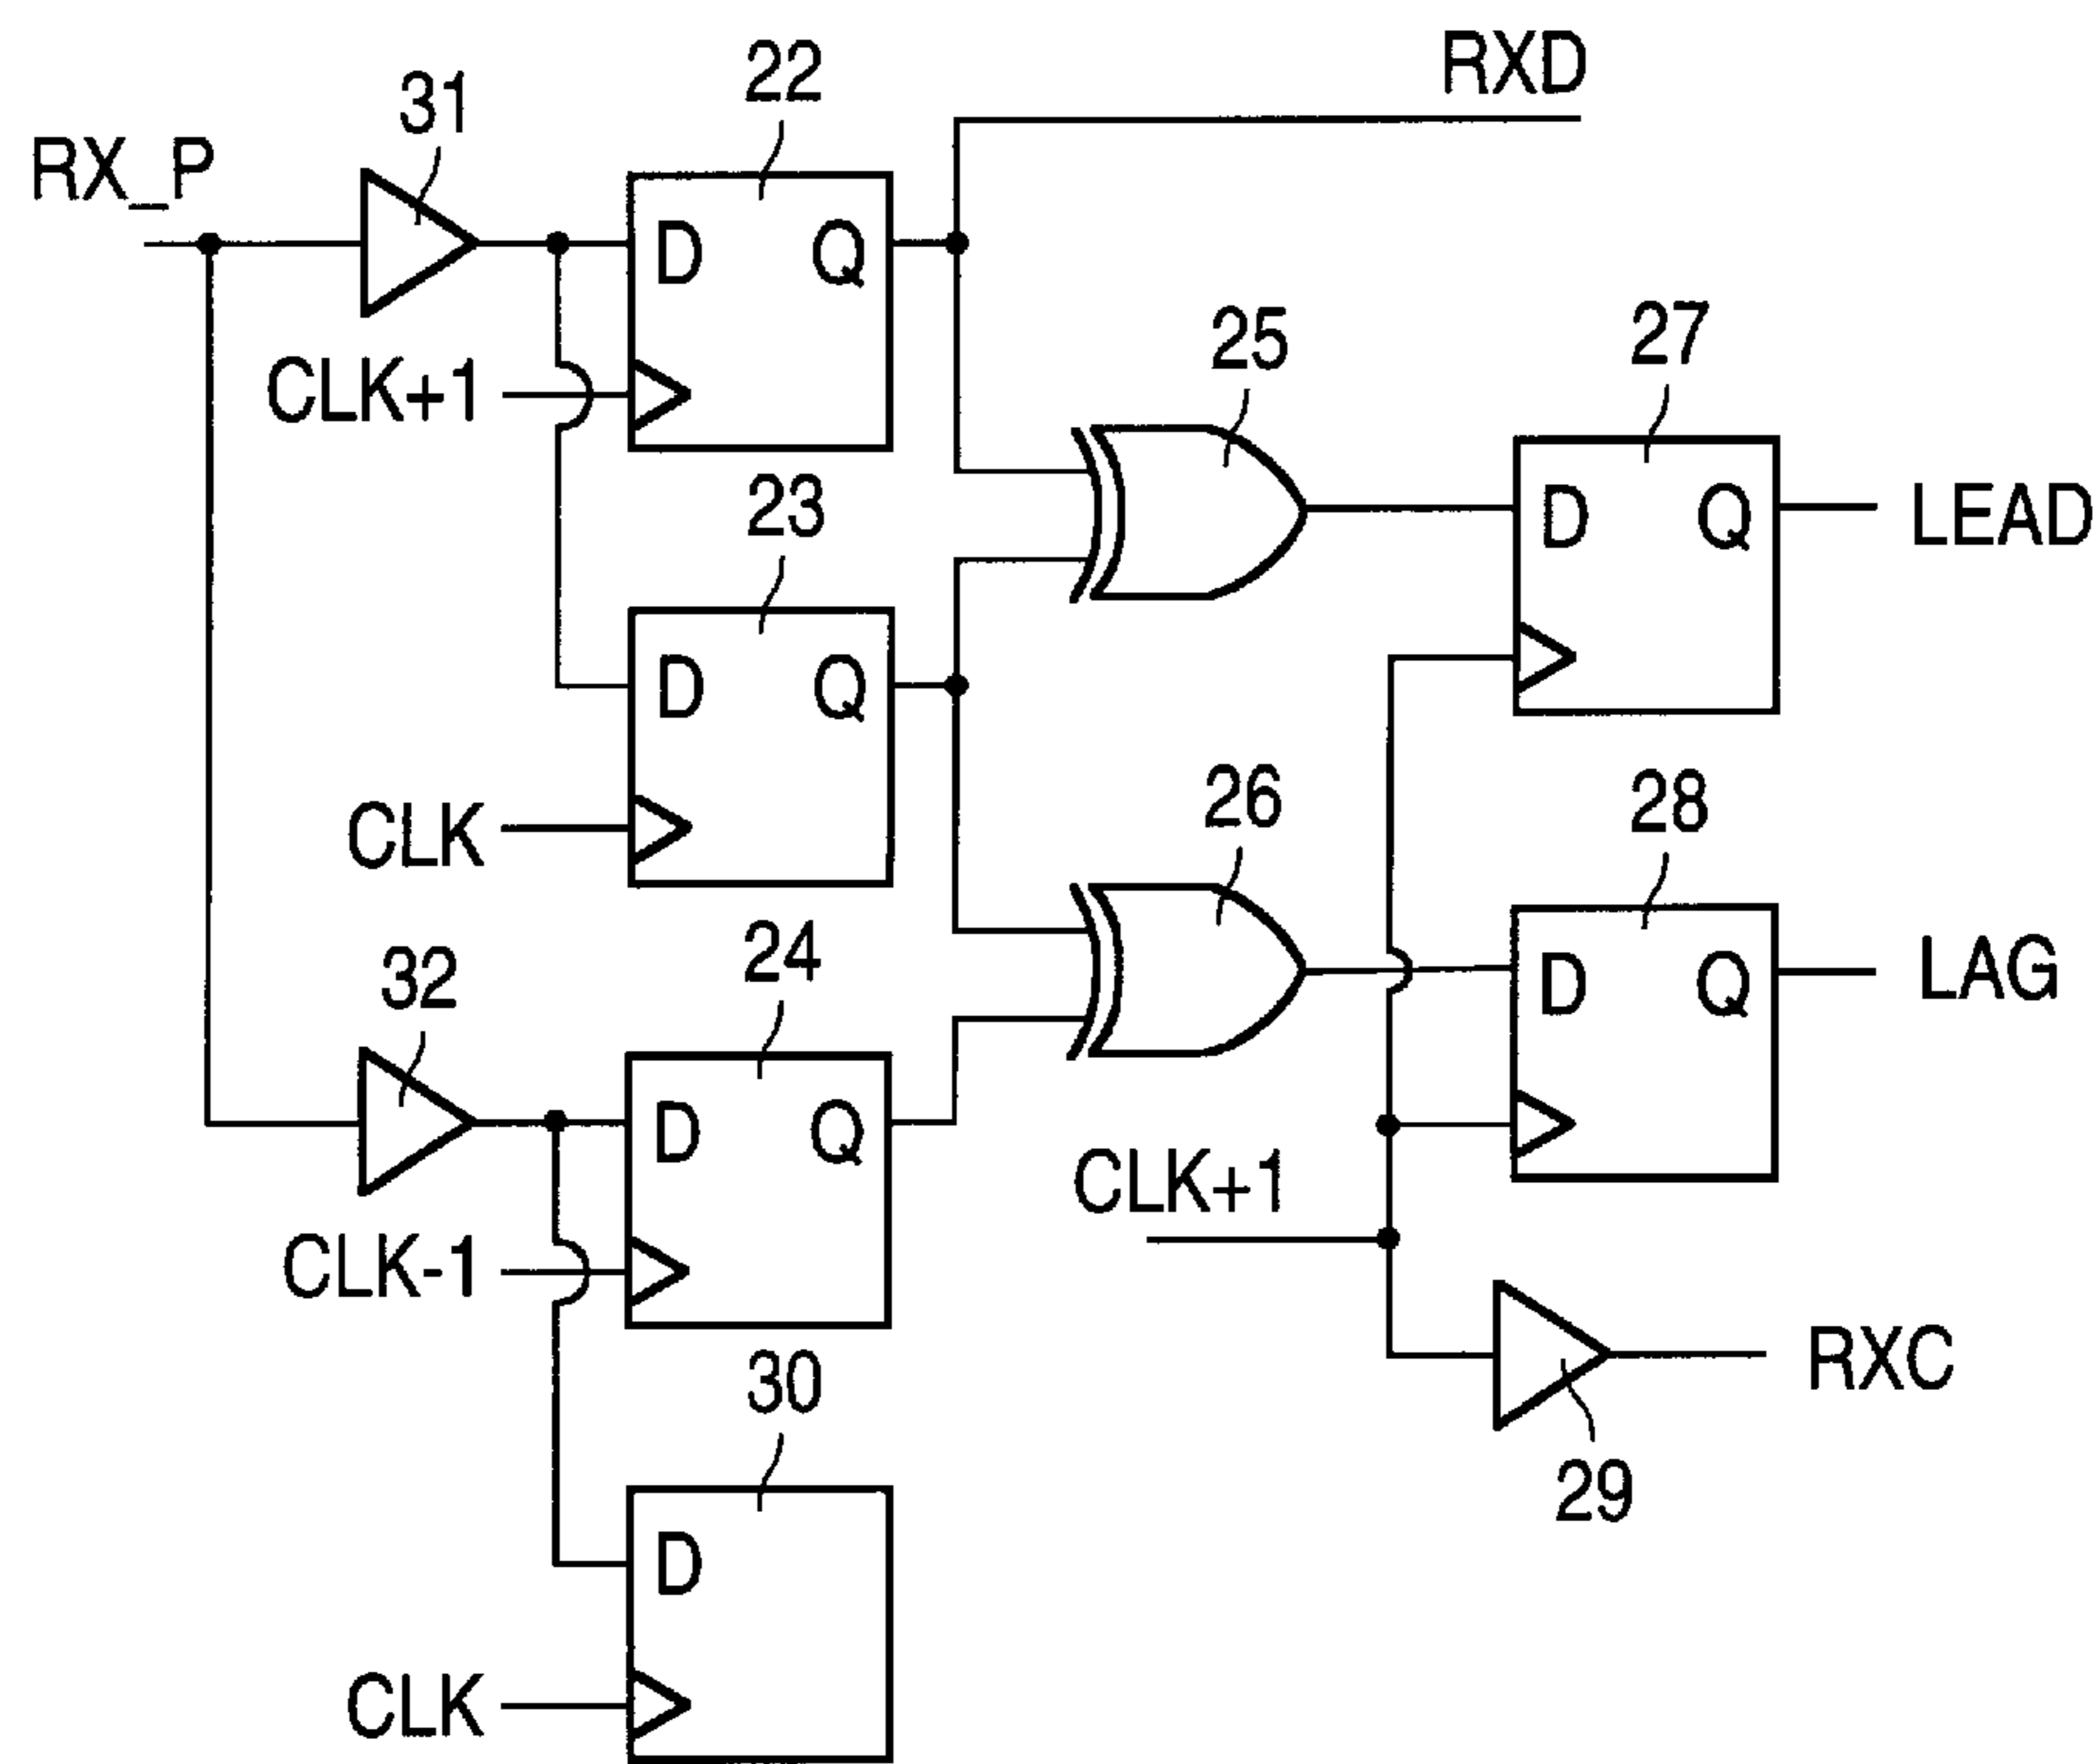 RXD
22
31
RX_P
D Q
CLK+1
25
27
23
D Q
LEAD
D Q
CLK
26
28
24
32
LAG
D Q
D Q
CLK+1
CLK-1
30
RXC
29
D
CLK